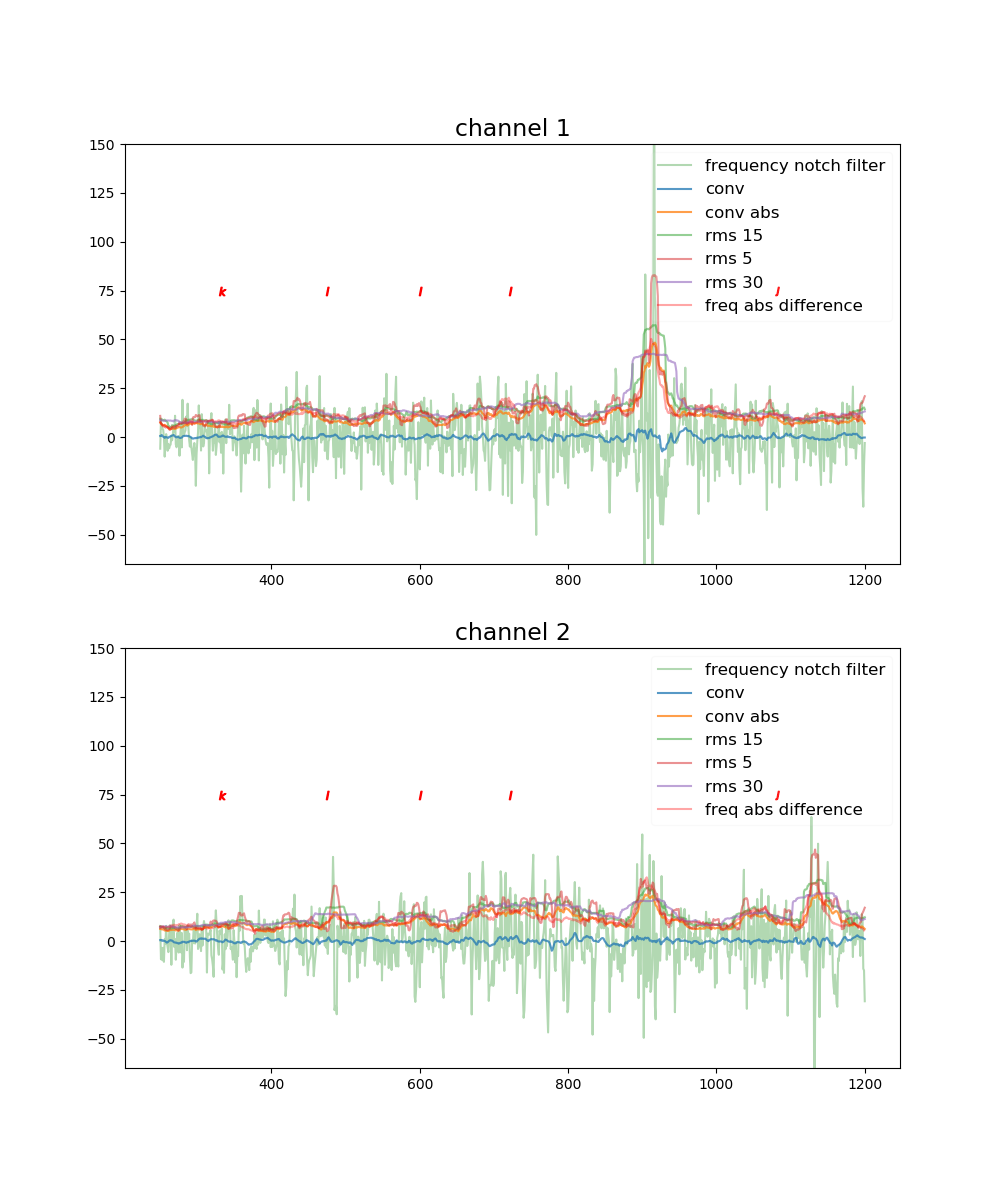 channel 1
150
125
100
75
50
25
0
−25
−50
frequency notch filter
conv
conv abs
rms 15
rms 5
rms 30
freq abs difference
k l l l j
400 600 800 1000 1200
channel 2
150
125
100
75
50
25
0
−25
−50
frequency notch filter
conv
conv abs
rms 15
rms 5
rms 30
freq abs difference
k l l l j
400 600 800 1000 1200